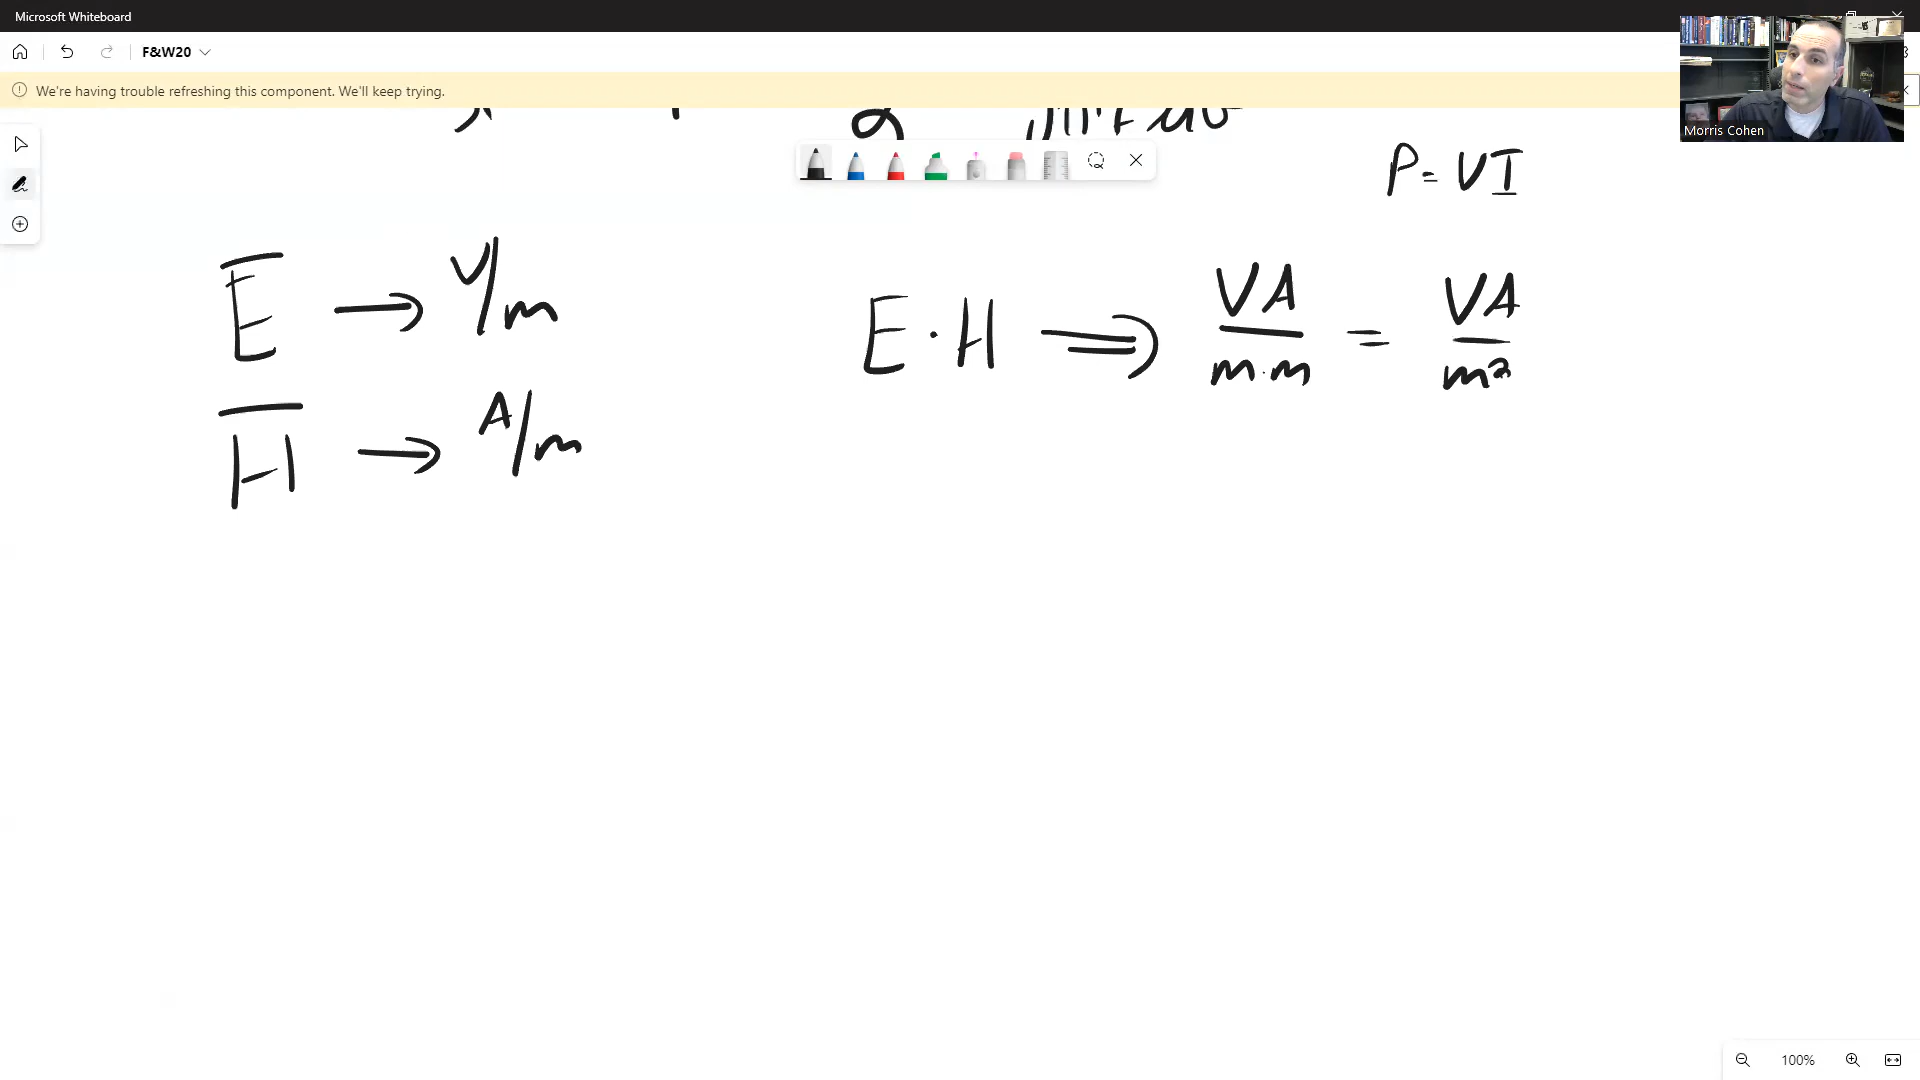 Microsoft Whiteboard
F&W20
We're having trouble refreshing this component. We'll keep trying.
Morris Cohen
P = VI
E → V/m
E · H ⇒ VA/m·m = VA/m²
H → A/m
100%